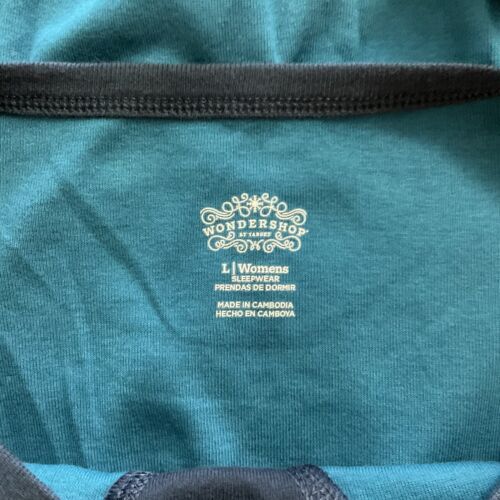 WONDERSHOP
AT TARGET
L | Womens
SLEEPWEAR
PRENDAS DE DORMIR
MADE IN CAMBODIA
HECHO EN CAMBOYA